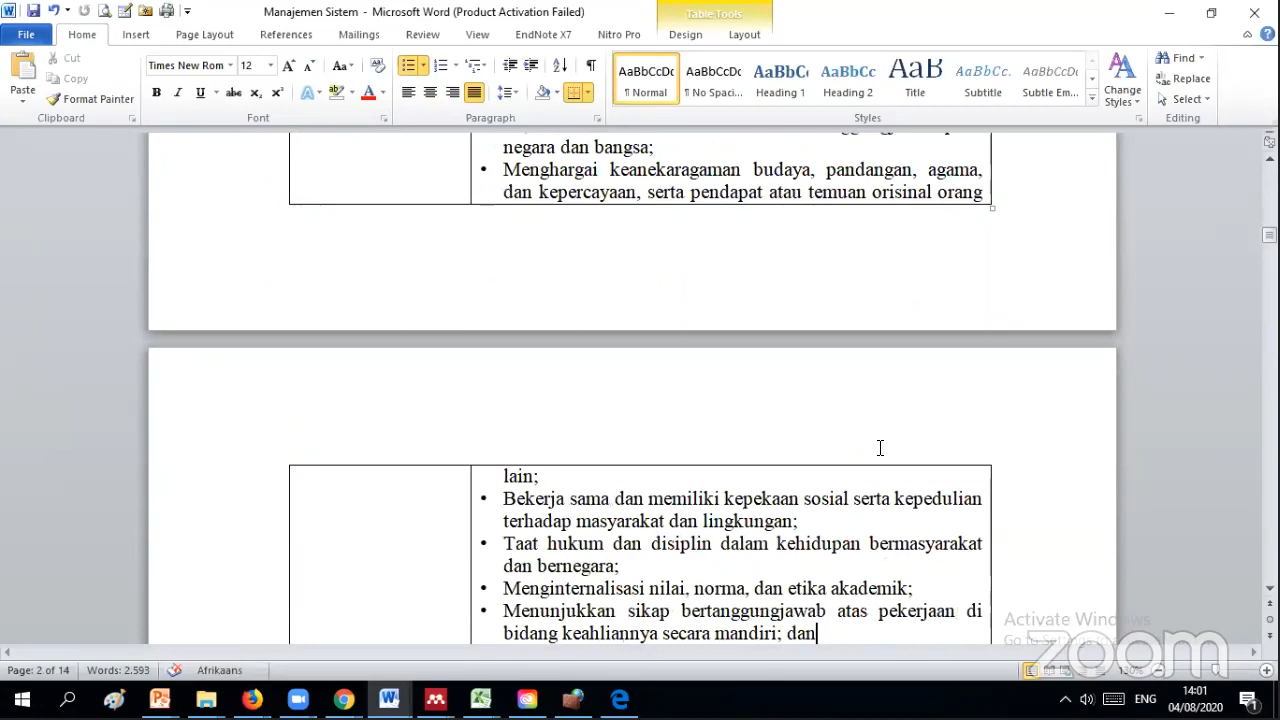 Manajemen Sistem - Microsoft Word (Product Activation Failed)
Table Tools
File Home Insert Page Layout References Mailings Review View EndNote X7 Nitro Pro Design Layout
Cut
Copy
Format Painter
Paste
Clipboard
Times New Rom 12
Font
Paragraph
AaBbCcDc AaBbCcDc AaBbCc AaBbCc AaB AaBbCc. AaBbCcDc
¶ Normal ¶ No Spaci... Heading 1 Heading 2 Title Subtitle Subtle Em...
Change
Styles
Styles
Find
Replace
Select
Editing
negara dan bangsa;
• Menghargai keanekaragaman budaya, pandangan, agama,
dan kepercayaan, serta pendapat atau temuan orisinal orang
lain;
• Bekerja sama dan memiliki kepekaan sosial serta kepedulian
terhadap masyarakat dan lingkungan;
• Taat hukum dan disiplin dalam kehidupan bermasyarakat
dan bernegara;
• Menginternalisasi nilai, norma, dan etika akademik;
• Menunjukkan sikap bertanggungjawab atas pekerjaan di
bidang keahliannya secara mandiri; dan
Activate Windows
zoom
Page: 2 of 14 Words: 2.593 Afrikaans 130%
ENG
14:01
04/08/2020